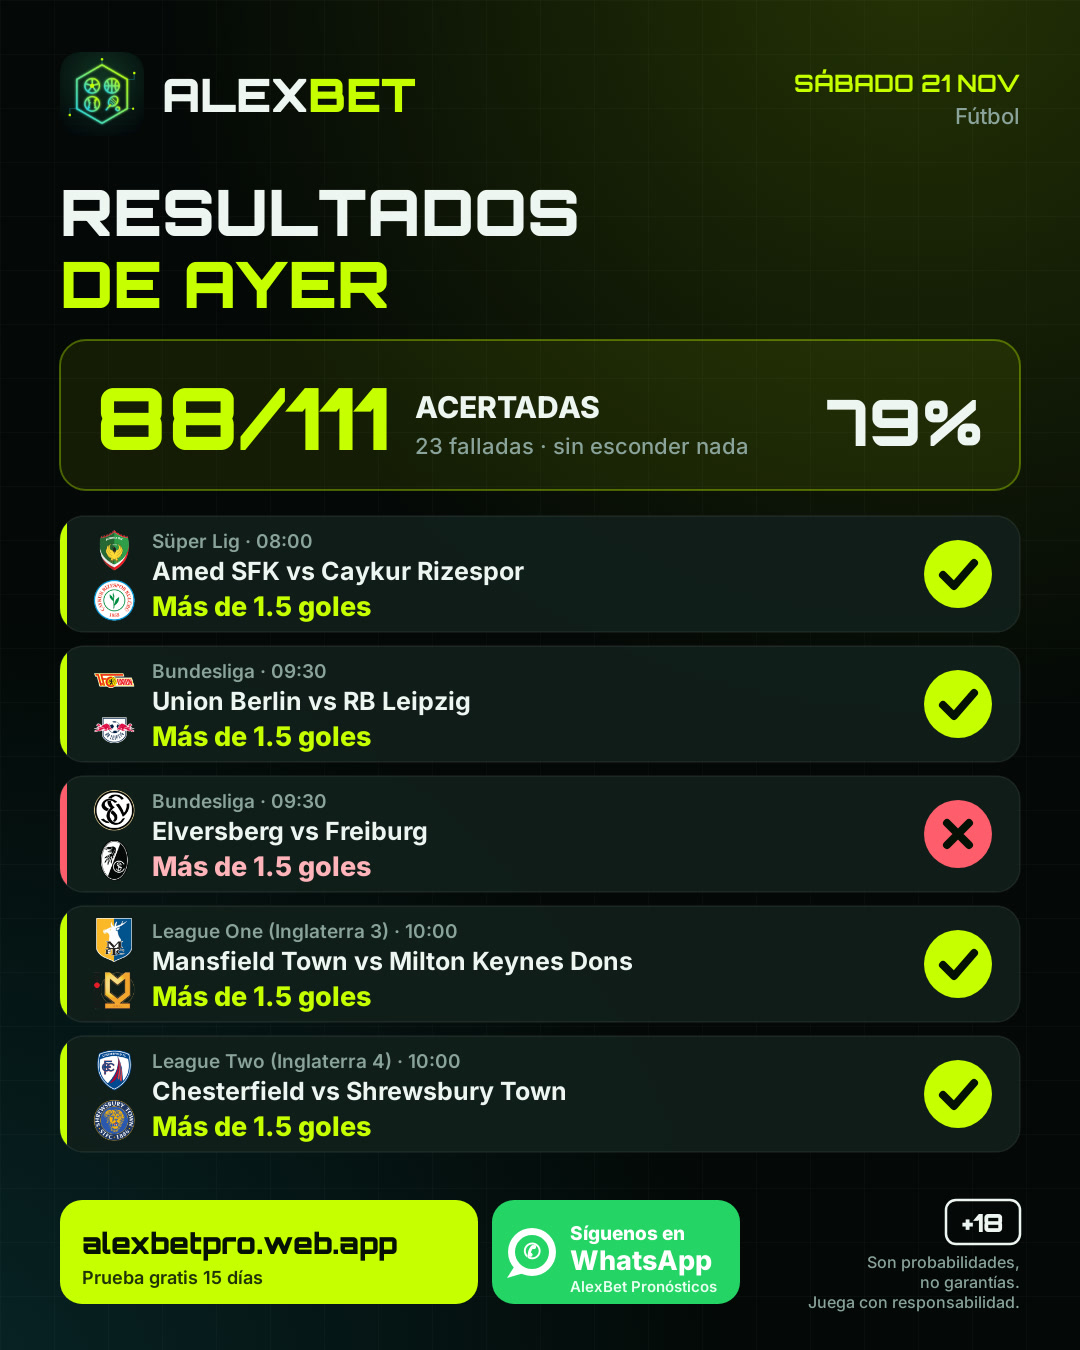 ALEXBET
SÁBADO 21 NOV
Fútbol
RESULTADOS
DE AYER
88/111
ACERTADAS
23 falladas · sin esconder nada
79%
Süper Lig · 08:00
Amed SFK vs Caykur Rizespor
Más de 1.5 goles
Bundesliga · 09:30
Union Berlin vs RB Leipzig
Más de 1.5 goles
Bundesliga · 09:30
Elversberg vs Freiburg
Más de 1.5 goles
League One (Inglaterra 3) · 10:00
Mansfield Town vs Milton Keynes Dons
Más de 1.5 goles
League Two (Inglaterra 4) · 10:00
Chesterfield vs Shrewsbury Town
Más de 1.5 goles
alexbetpro.web.app
Prueba gratis 15 días
Síguenos en
WhatsApp
AlexBet Pronósticos
+18
Son probabilidades,
no garantías.
Juega con responsabilidad.